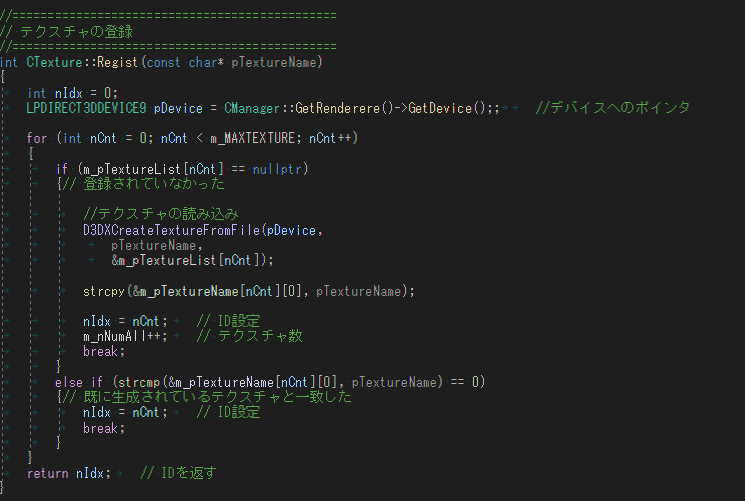 //==========================================
// テクスチャの登録
//==========================================
int CTexture::Regist(const char* pTextureName)
{
int nIdx = 0;
LPDIRECT3DDEVICE9 pDevice = CManager::GetRenderere()->GetDevice();; //デバイスへのポインタ
for (int nCnt = 0; nCnt < m_MAXTEXTURE; nCnt++)
{
if (m_pTextureList[nCnt] == nullptr)
{// 登録されていなかった
//テクスチャの読み込み
D3DXCreateTextureFromFile(pDevice,
pTextureName,
&m_pTextureList[nCnt]);
strcpy(&m_pTextureName[nCnt][0], pTextureName);
nIdx = nCnt; // ID設定
m_nNumAll++; // テクスチャ数
break;
}
else if (strcmp(&m_pTextureName[nCnt][0], pTextureName) == 0)
{// 既に生成されているテクスチャと一致した
nIdx = nCnt; // ID設定
break;
}
}
return nIdx; // IDを返す
}